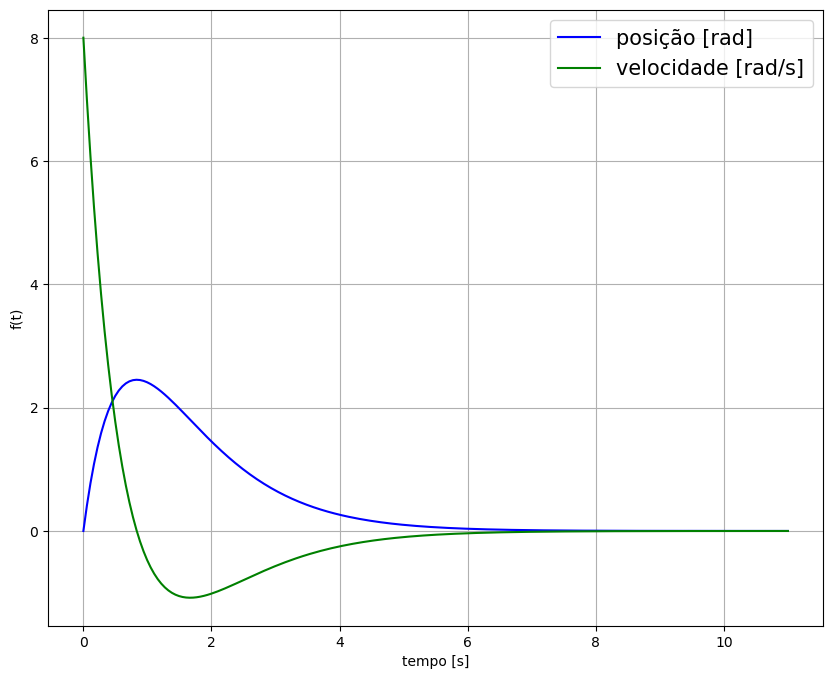 posição [rad]
velocidade [rad/s]
8
6
4
2
0
f(t)
0 2 4 6 8 10
tempo [s]